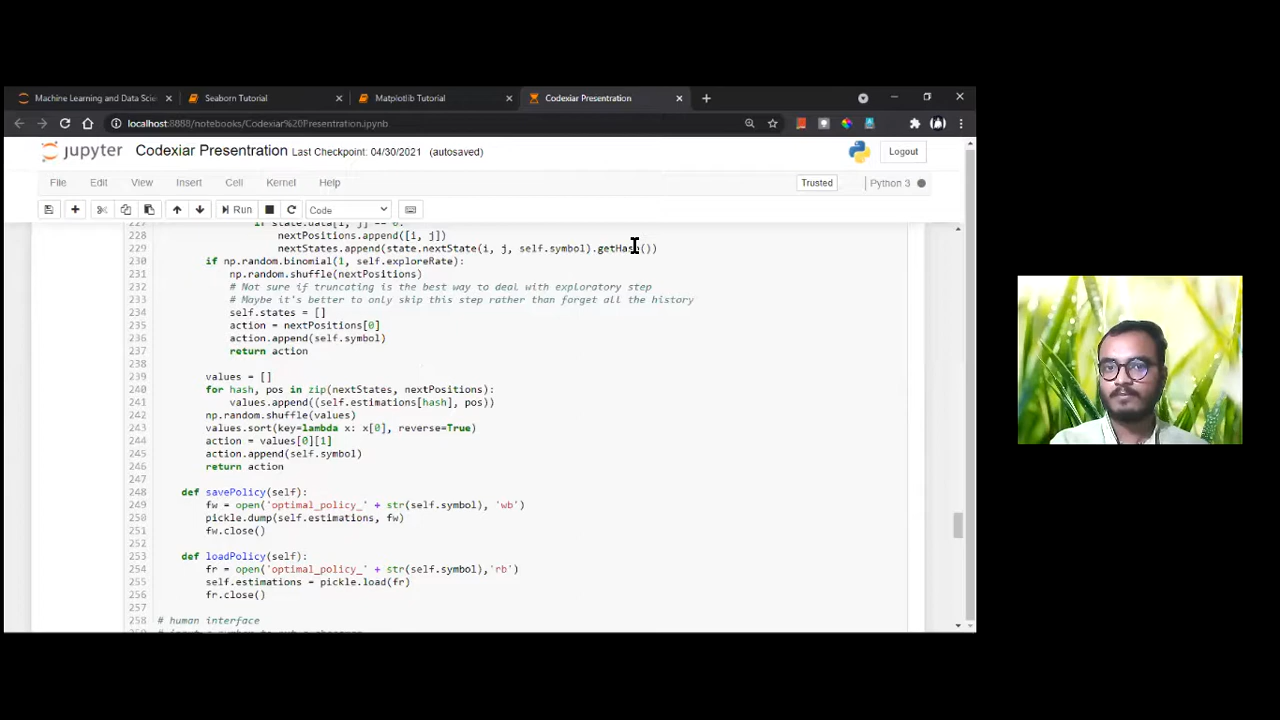 Machine Learning and Data Scie
Seaborn Tutorial
Matplotlib Tutorial
Codexiar Presentration
localhost:8888/notebooks/Codexiar%20Presentration.ipynb
jupyter Codexiar Presentration Last Checkpoint: 04/30/2021 (autosaved)
Logout
File Edit View Insert Cell Kernel Help
Trusted
Python 3
Run
Code
227 if state.data[i, j] == 0:
228 nextPositions.append([i, j])
229 nextStates.append(state.nextState(i, j, self.symbol).getHash())
230 if np.random.binomial(1, self.exploreRate):
231 np.random.shuffle(nextPositions)
232 # Not sure if truncating is the best way to deal with exploratory step
233 # Maybe it's better to only skip this step rather than forget all the history
234 self.states = []
235 action = nextPositions[0]
236 action.append(self.symbol)
237 return action
238
239 values = []
240 for hash, pos in zip(nextStates, nextPositions):
241 values.append((self.estimations[hash], pos))
242 np.random.shuffle(values)
243 values.sort(key=lambda x: x[0], reverse=True)
244 action = values[0][1]
245 action.append(self.symbol)
246 return action
247
248 def savePolicy(self):
249 fw = open('optimal_policy_' + str(self.symbol), 'wb')
250 pickle.dump(self.estimations, fw)
251 fw.close()
252
253 def loadPolicy(self):
254 fr = open('optimal_policy_' + str(self.symbol),'rb')
255 self.estimations = pickle.load(fr)
256 fr.close()
257
258 # human interface